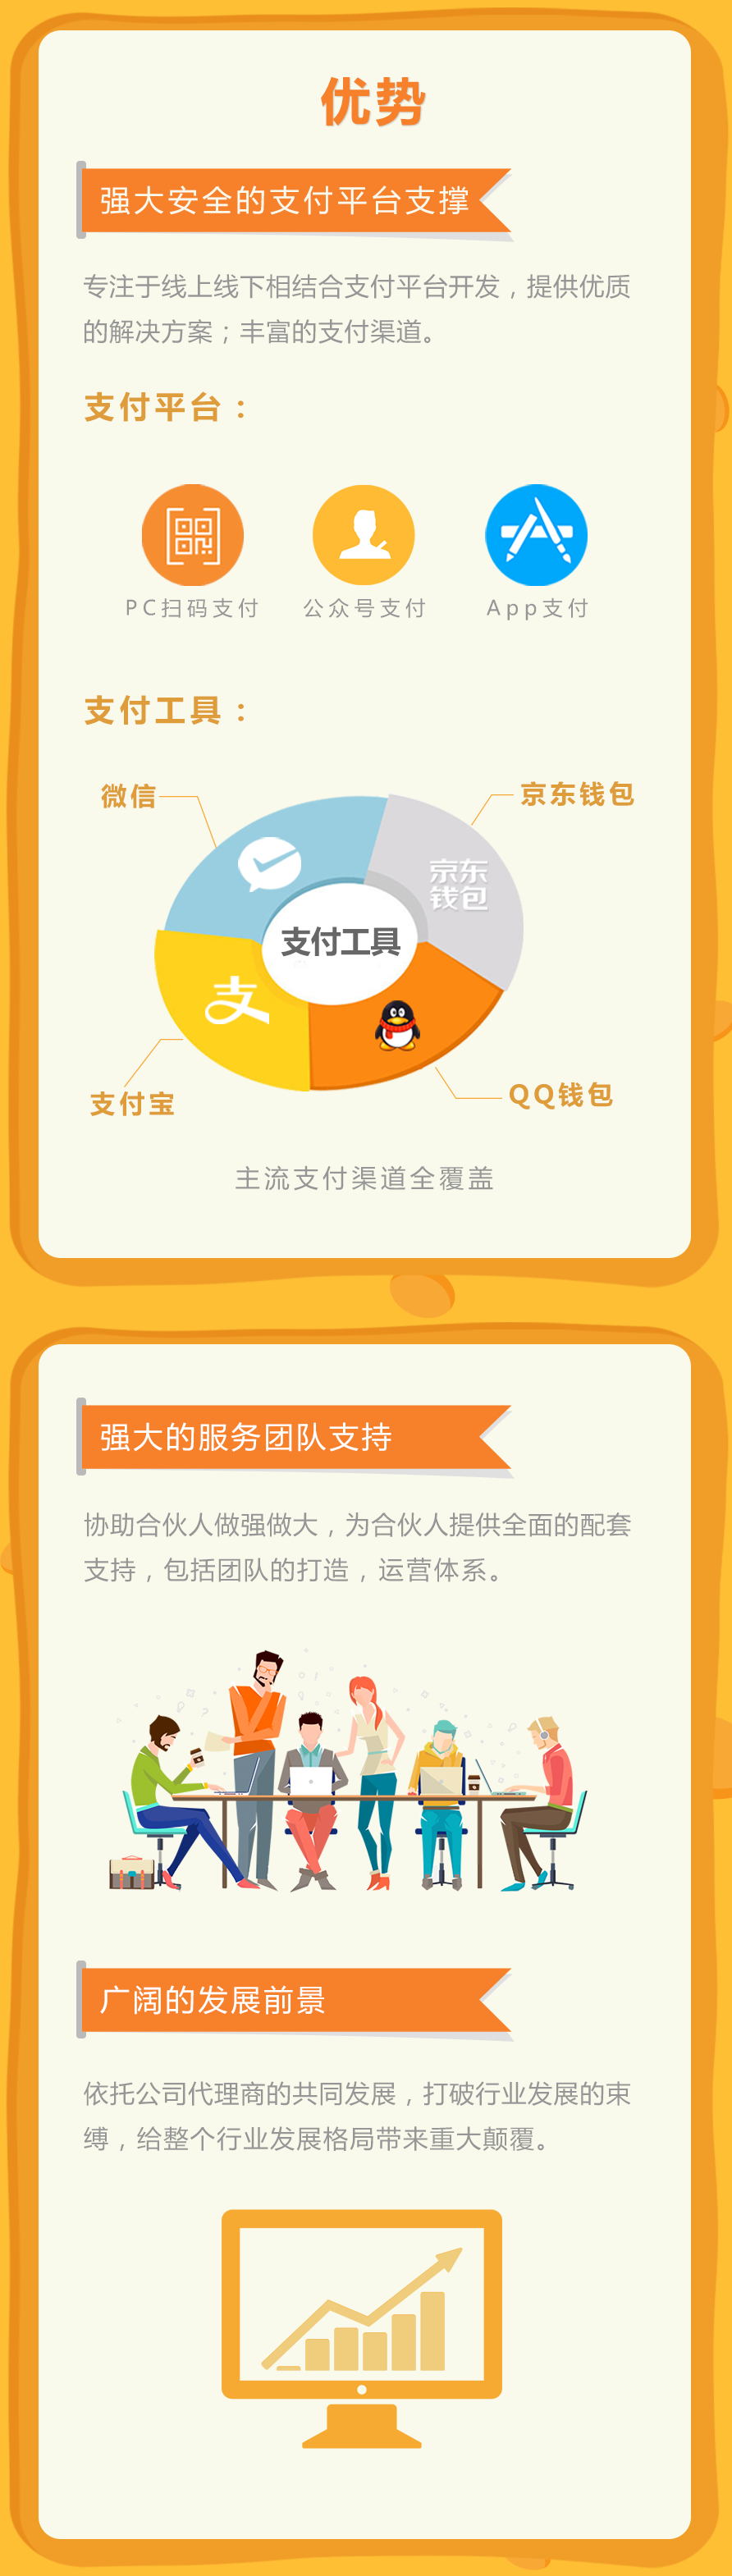 优势
强大安全的支付平台支撑
专注于线上线下相结合支付平台开发，提供优质
的解决方案；丰富的支付渠道。
支付平台：
PC扫码支付 公众号支付 App支付
支付工具：
微信
京东钱包
京东
钱包
支付工具
支
支付宝
QQ钱包
主流支付渠道全覆盖
强大的服务团队支持
协助合伙人做强做大，为合伙人提供全面的配套
支持，包括团队的打造，运营体系。
广阔的发展前景
依托公司代理商的共同发展，打破行业发展的束
缚，给整个行业发展格局带来重大颠覆。